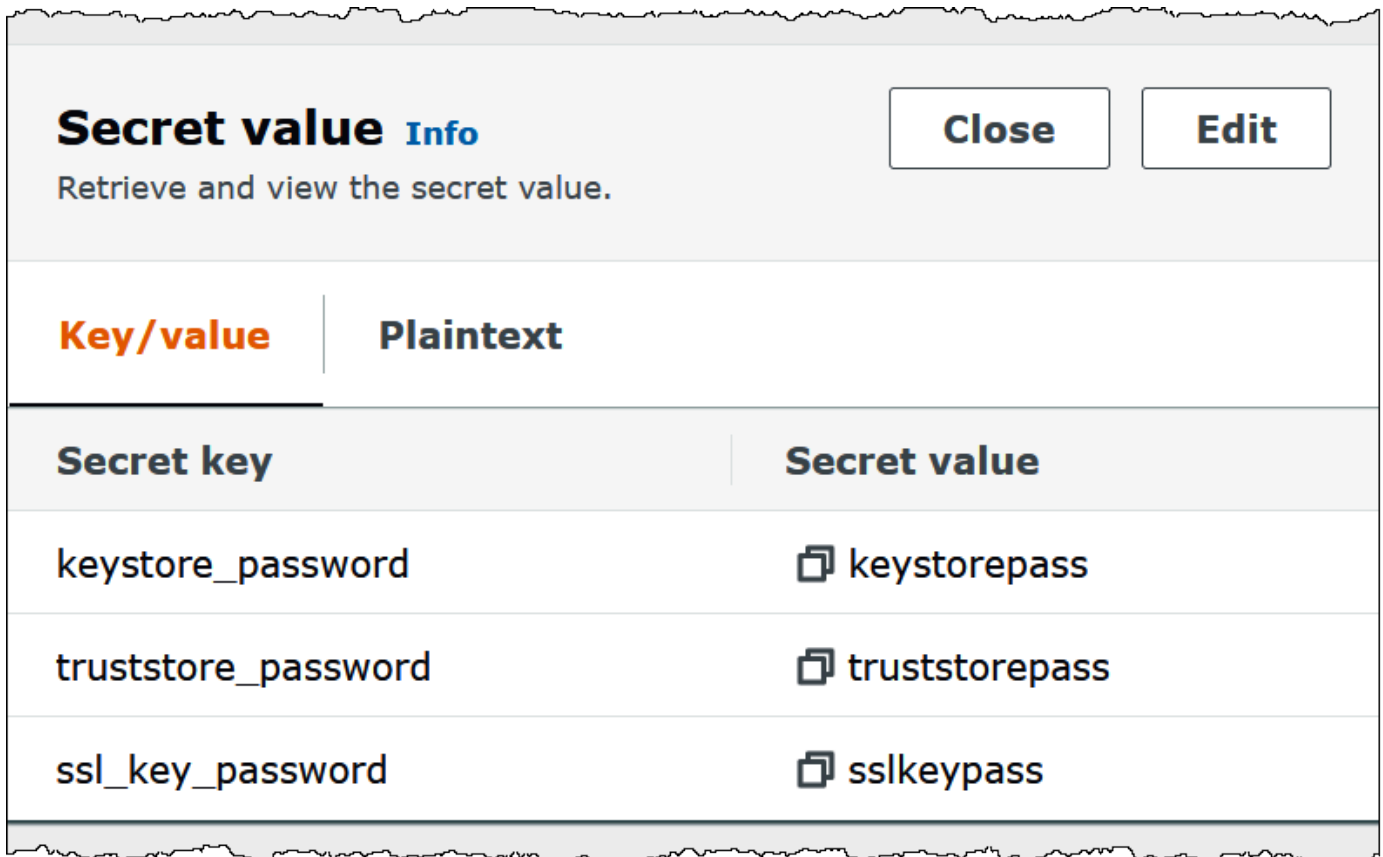 Secret value Info
Close
Edit
Retrieve and view the secret value.
Key/value
Plaintext
Secret key
Secret value
keystore_password
keystorepass
truststore_password
truststorepass
ssl_key_password
sslkeypass